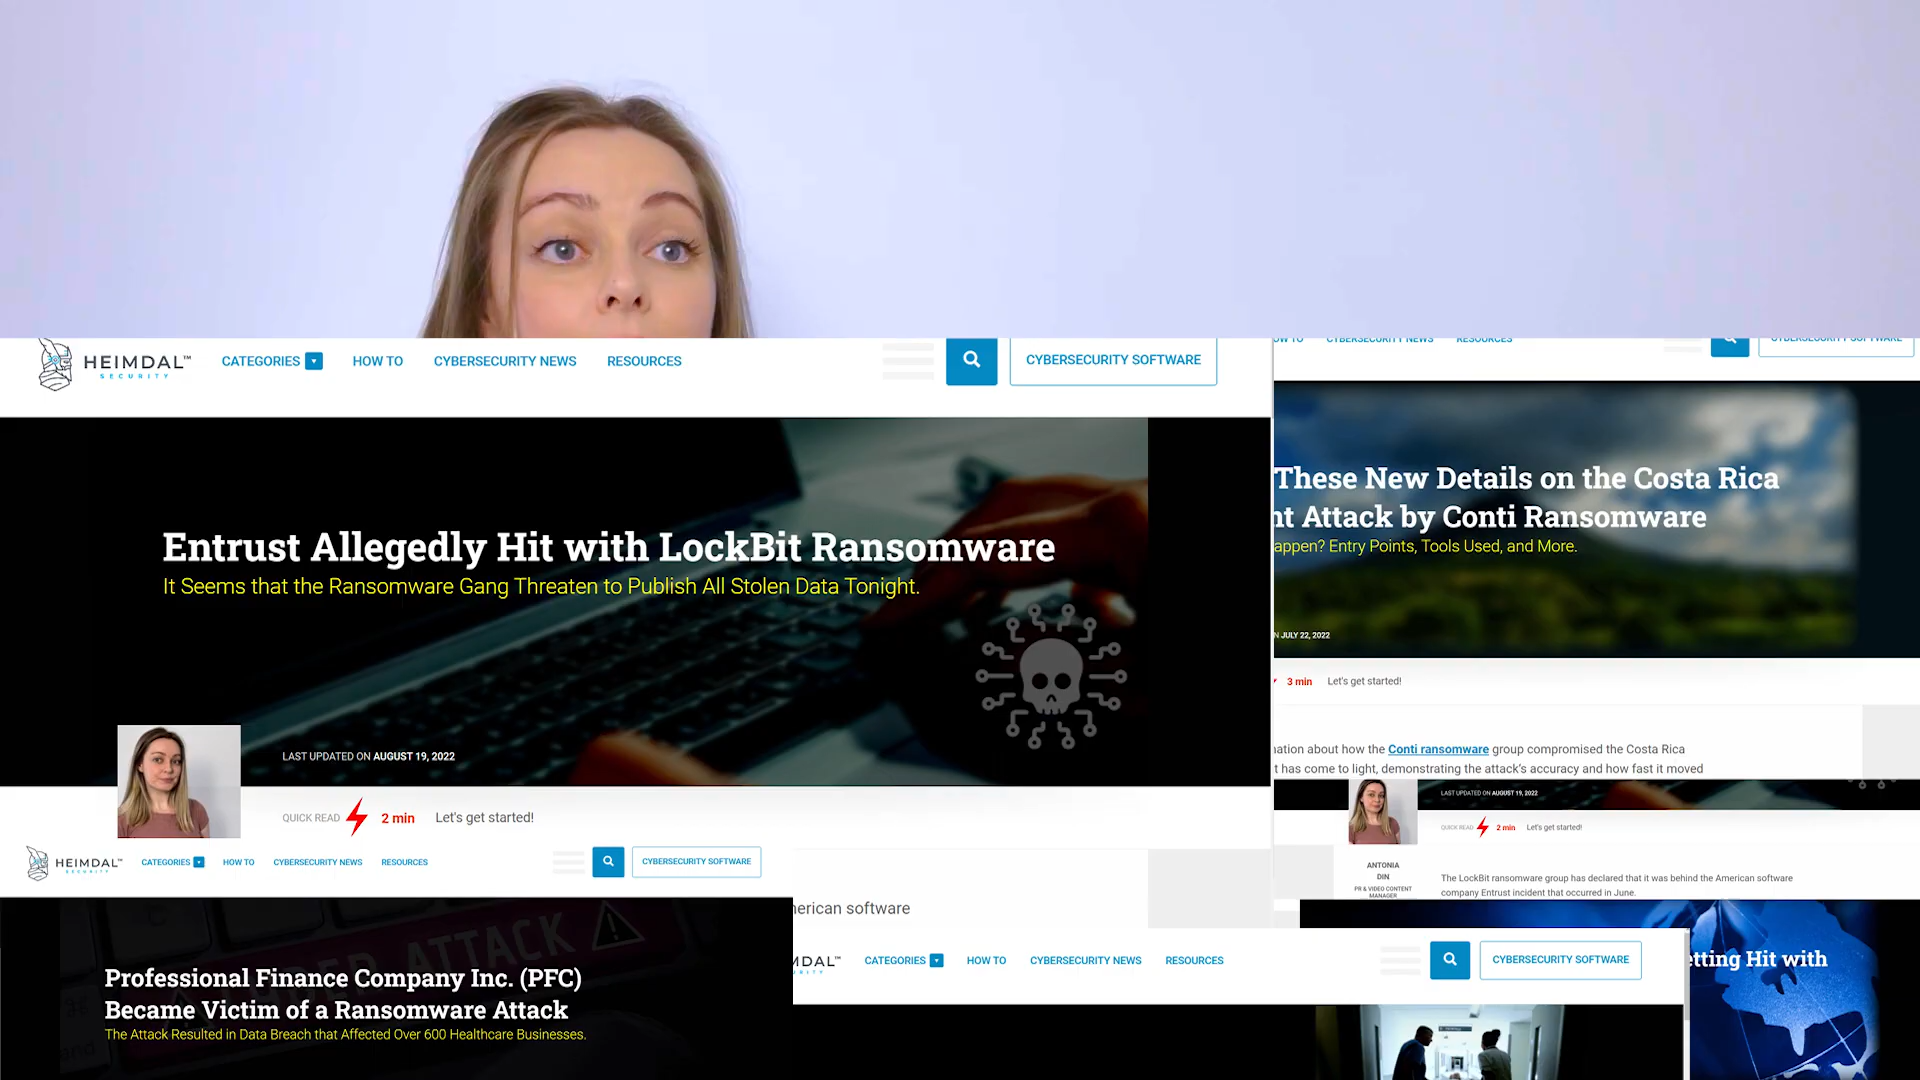 HEIMDAL™
SECURITY
CATEGORIES
HOW TO
CYBERSECURITY NEWS
RESOURCES
CYBERSECURITY SOFTWARE
Entrust Allegedly Hit with LockBit Ransomware
It Seems that the Ransomware Gang Threaten to Publish All Stolen Data Tonight.
LAST UPDATED ON AUGUST 19, 2022
QUICK READ 2 min Let's get started!
CYBERSECURITY NEWS
RESOURCES
CYBERSECURITY SOFTWARE
These New Details on the Costa Rica
Attack by Conti Ransomware
Entry Points, Tools Used, and More.
JULY 22, 2022
3 min Let's get started!
about how the Conti ransomware group compromised the Costa Rica
has come to light, demonstrating the attack's accuracy and how fast it moved
LAST UPDATED ON AUGUST 19, 2022
QUICK READ 2 min Let's get started!
ANTONIA
DIN
PR & VIDEO CONTENT
MANAGER
The LockBit ransomware group has declared that it was behind the American software
company Entrust incident that occurred in June.
HEIMDAL™
SECURITY
CATEGORIES
HOW TO
CYBERSECURITY NEWS
RESOURCES
CYBERSECURITY SOFTWARE
ATTACK
Professional Finance Company Inc. (PFC)
Became Victim of a Ransomware Attack
The Attack Resulted in Data Breach that Affected Over 600 Healthcare Businesses.
software
CATEGORIES
HOW TO
CYBERSECURITY NEWS
RESOURCES
CYBERSECURITY SOFTWARE
Hit with